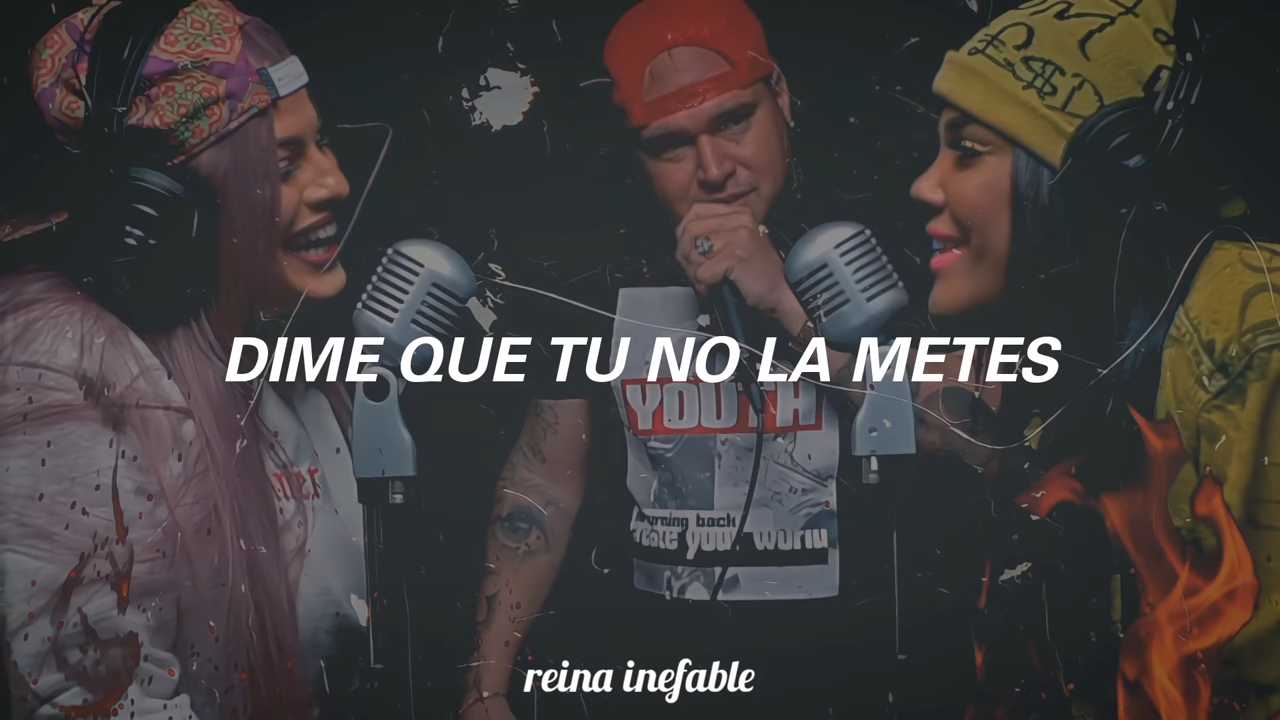 £$D
DIME QUE TU NO LA METES
YOUTH
create your world
reina inefable